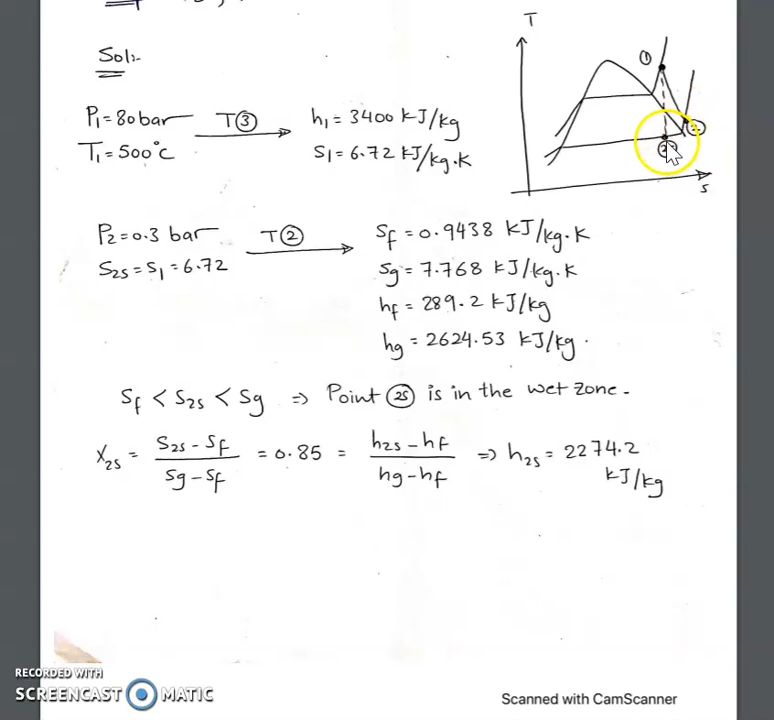 T
Sol:-
①
P₁ = 80 bar T③ h₁ = 3400 kJ/kg
T₁ = 500°C S₁ = 6.72 kJ/kg.K
s
P₂ = 0.3 bar T② Sf = 0.9438 kJ/kg.K
S₂s = S₁ = 6.72 Sg = 7.768 kJ/kg.K
hf = 289.2 kJ/kg
hg = 2624.53 kJ/kg.
Sf < S₂s < Sg ⇒ Point 2s is in the wet zone.
X₂s = S₂s - Sf / Sg - Sf = 0.85 = h₂s - hf / hg - hf ⇒ h₂s = 2274.2
kJ/kg
RECORDED WITH
SCREENCAST MATIC
Scanned with CamScanner